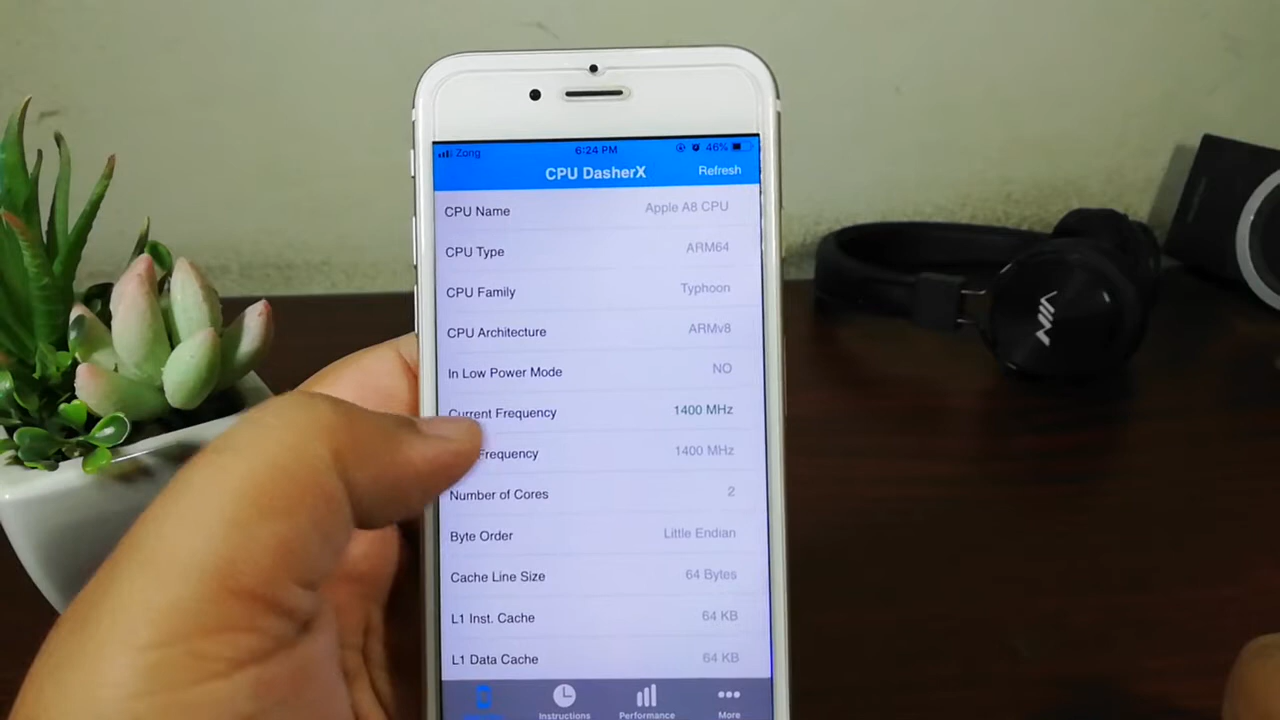 Zong 6:24 PM 46%
CPU DasherX Refresh
CPU Name Apple A8 CPU
CPU Type ARM64
CPU Family Typhoon
CPU Architecture ARMv8
In Low Power Mode NO
Current Frequency 1400 MHz
Frequency 1400 MHz
Number of Cores 2
Byte Order Little Endian
Cache Line Size 64 Bytes
L1 Inst. Cache 64 KB
L1 Data Cache 64 KB
Instructions Performance More